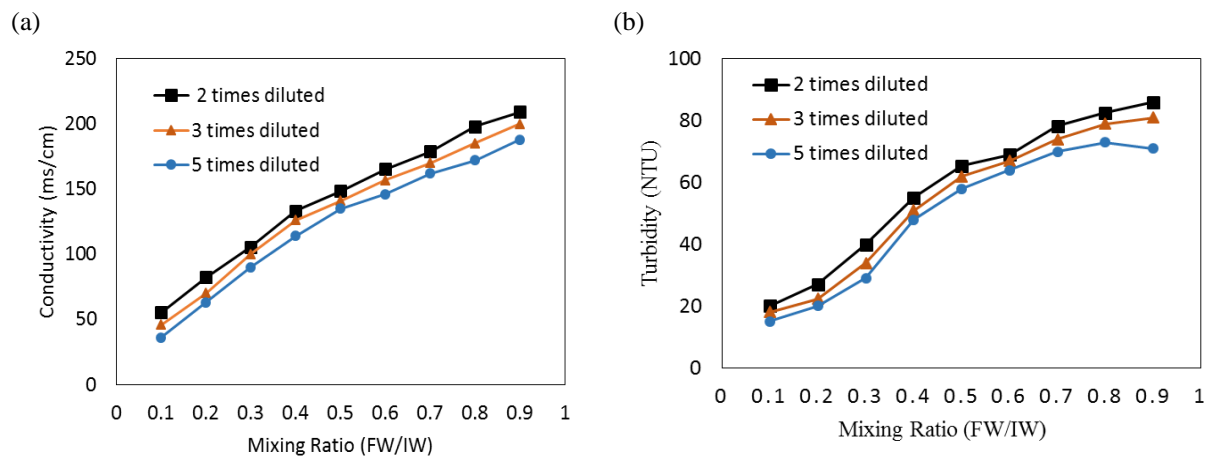 (a)
250
200
150
100
50
0
Conductivity (ms/cm)
2 times diluted
3 times diluted
5 times diluted
0 0.1 0.2 0.3 0.4 0.5 0.6 0.7 0.8 0.9 1
Mixing Ratio (FW/IW)
(b)
100
80
60
40
20
0
Turbidity (NTU)
2 times diluted
3 times diluted
5 times diluted
0 0.1 0.2 0.3 0.4 0.5 0.6 0.7 0.8 0.9 1
Mixing Ratio (FW/IW)